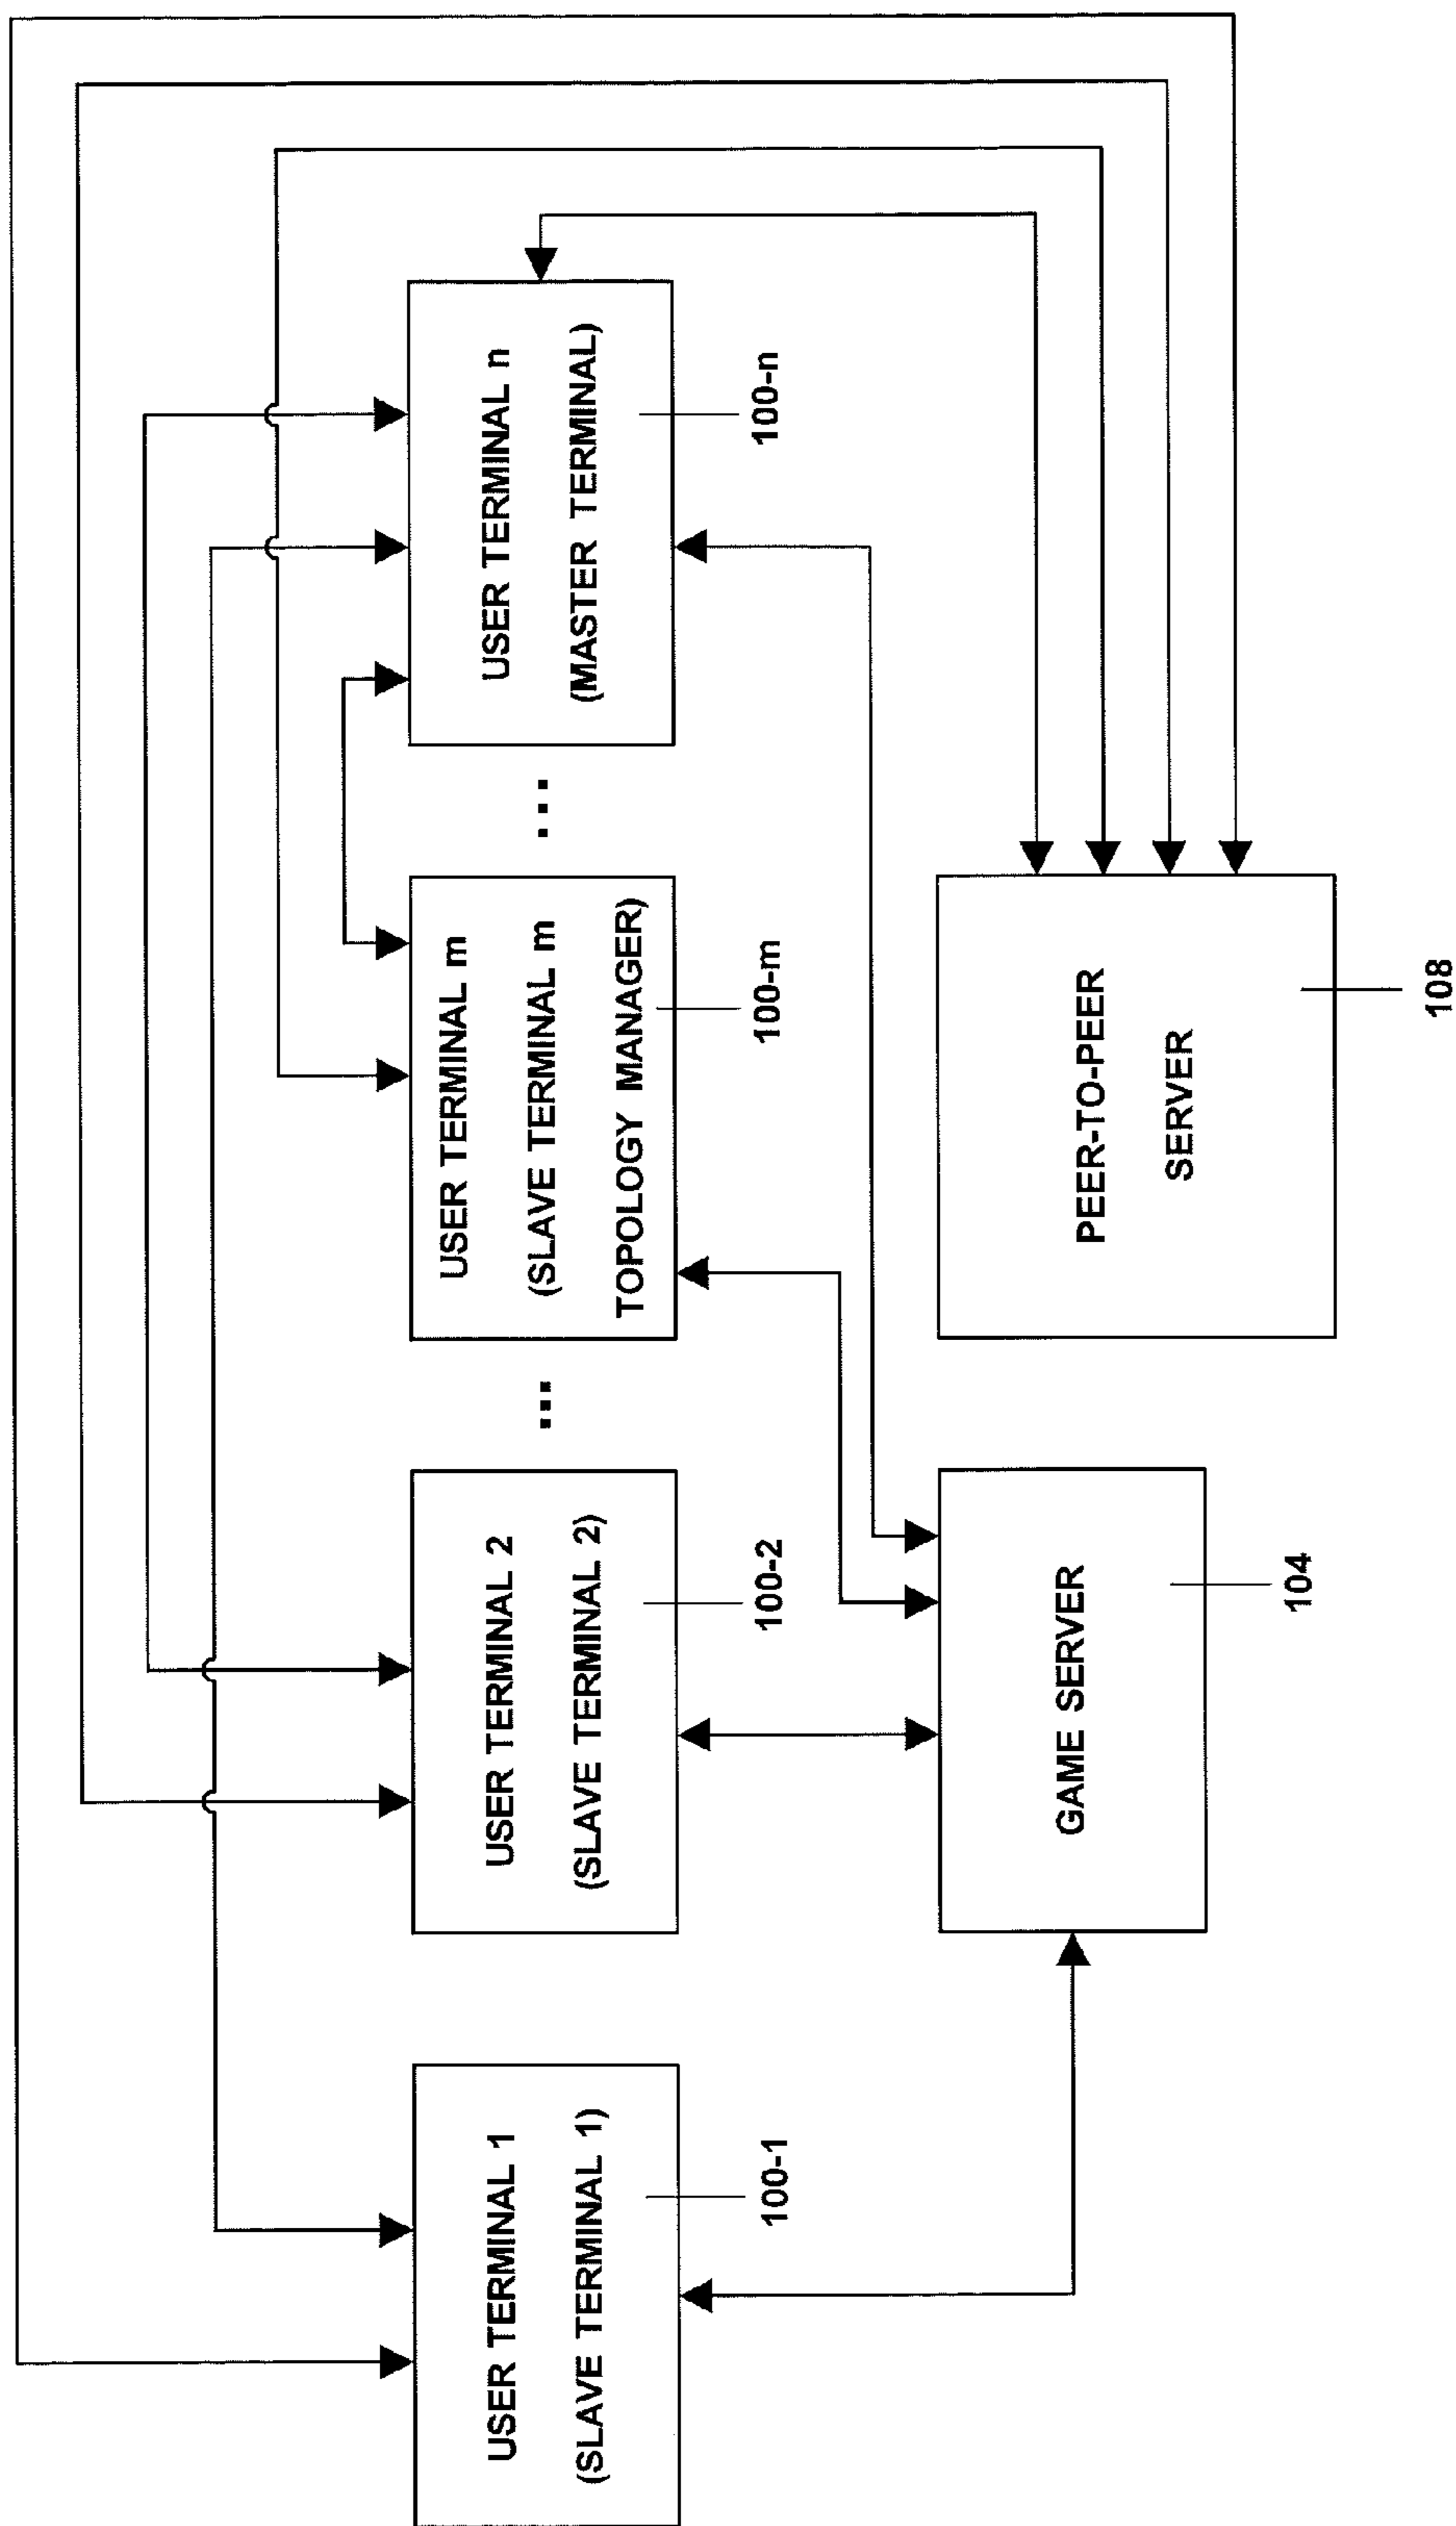 USER TERMINAL 1
(SLAVE TERMINAL 1)
100-1
USER TERMINAL 2
(SLAVE TERMINAL 2)
100-2
...
USER TERMINAL m
(SLAVE TERMINAL m
TOPOLOGY MANAGER)
100-m
...
USER TERMINAL n
(MASTER TERMINAL)
100-n
GAME SERVER
104
PEER-TO-PEER
SERVER
108